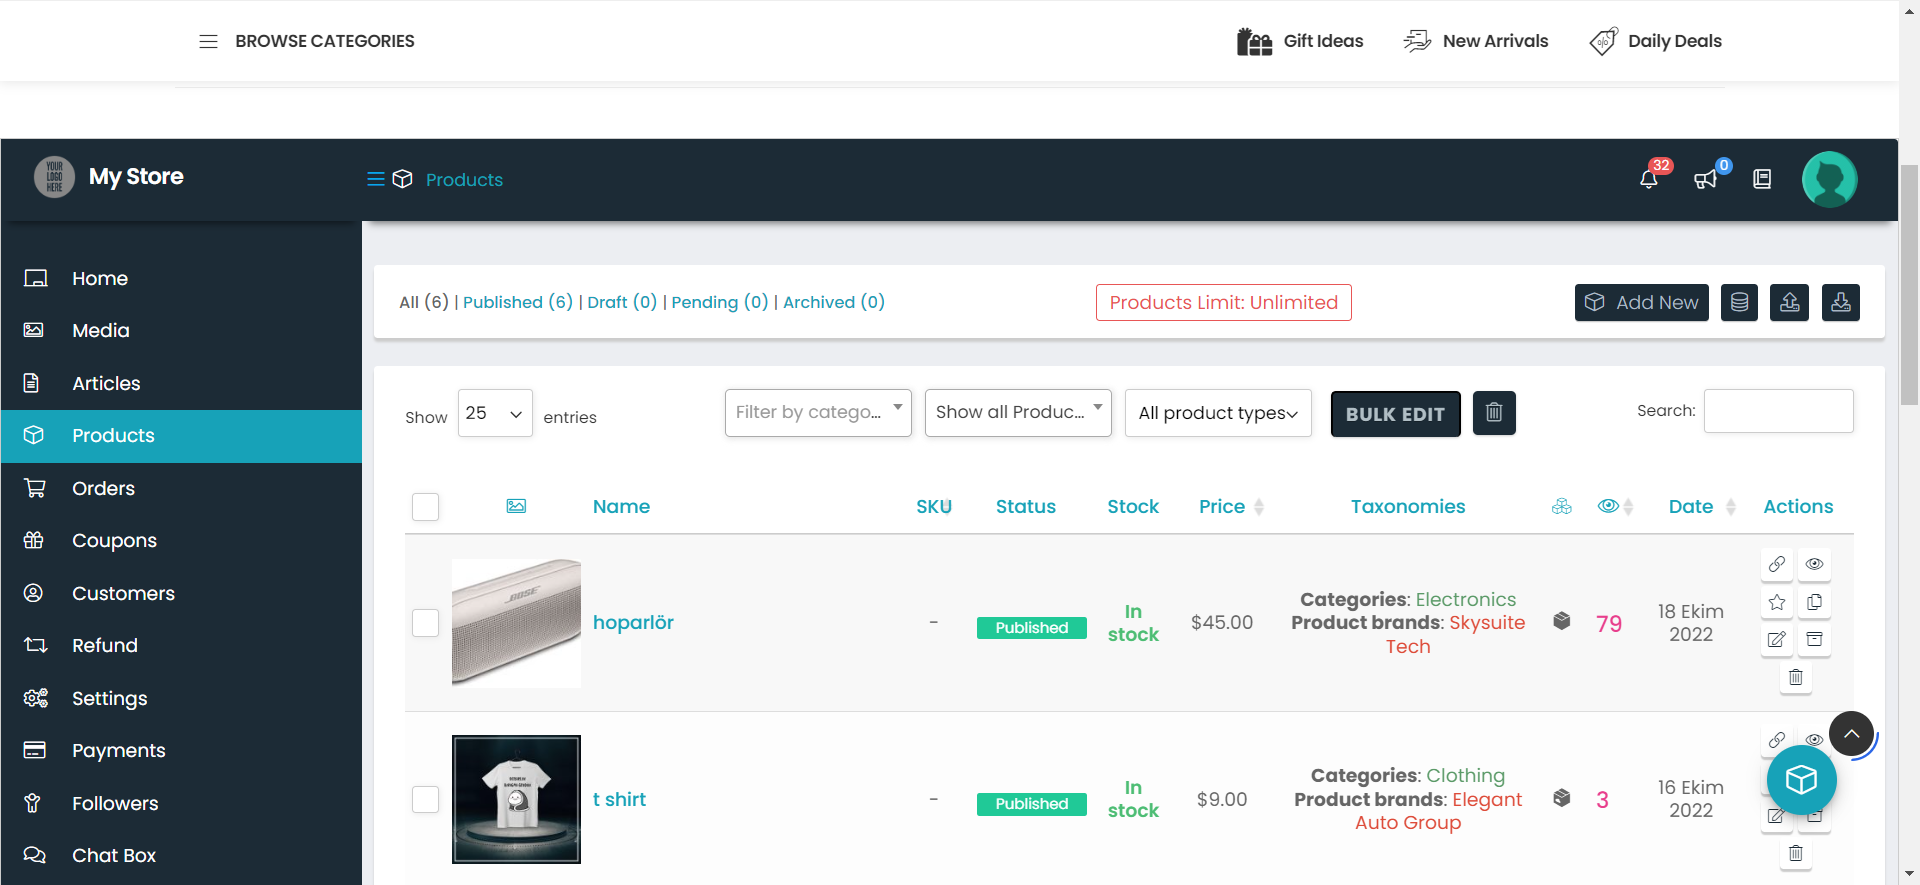 BROWSE CATEGORIES
Gift Ideas
New Arrivals
Daily Deals
YOUR
LOGO
HERE
My Store
Products
32
0
Home
Media
Articles
Products
Orders
Coupons
Customers
Refund
Settings
Payments
Followers
Chat Box
All (6) | Published (6) | Draft (0) | Pending (0) | Archived (0)
Products Limit: Unlimited
Add New
Show 25 entries
Filter by catego...
Show all Produc...
All product types
BULK EDIT
Search:
Name
SKU
Status
Stock
Price
Taxonomies
Date
Actions
BOSE
hoparlör
-
Published
In
stock
$45.00
Categories: Electronics
Product brands: Skysuite
Tech
79
18 Ekim
2022
t shirt
-
Published
In
stock
$9.00
Categories: Clothing
Product brands: Elegant
Auto Group
3
16 Ekim
2022